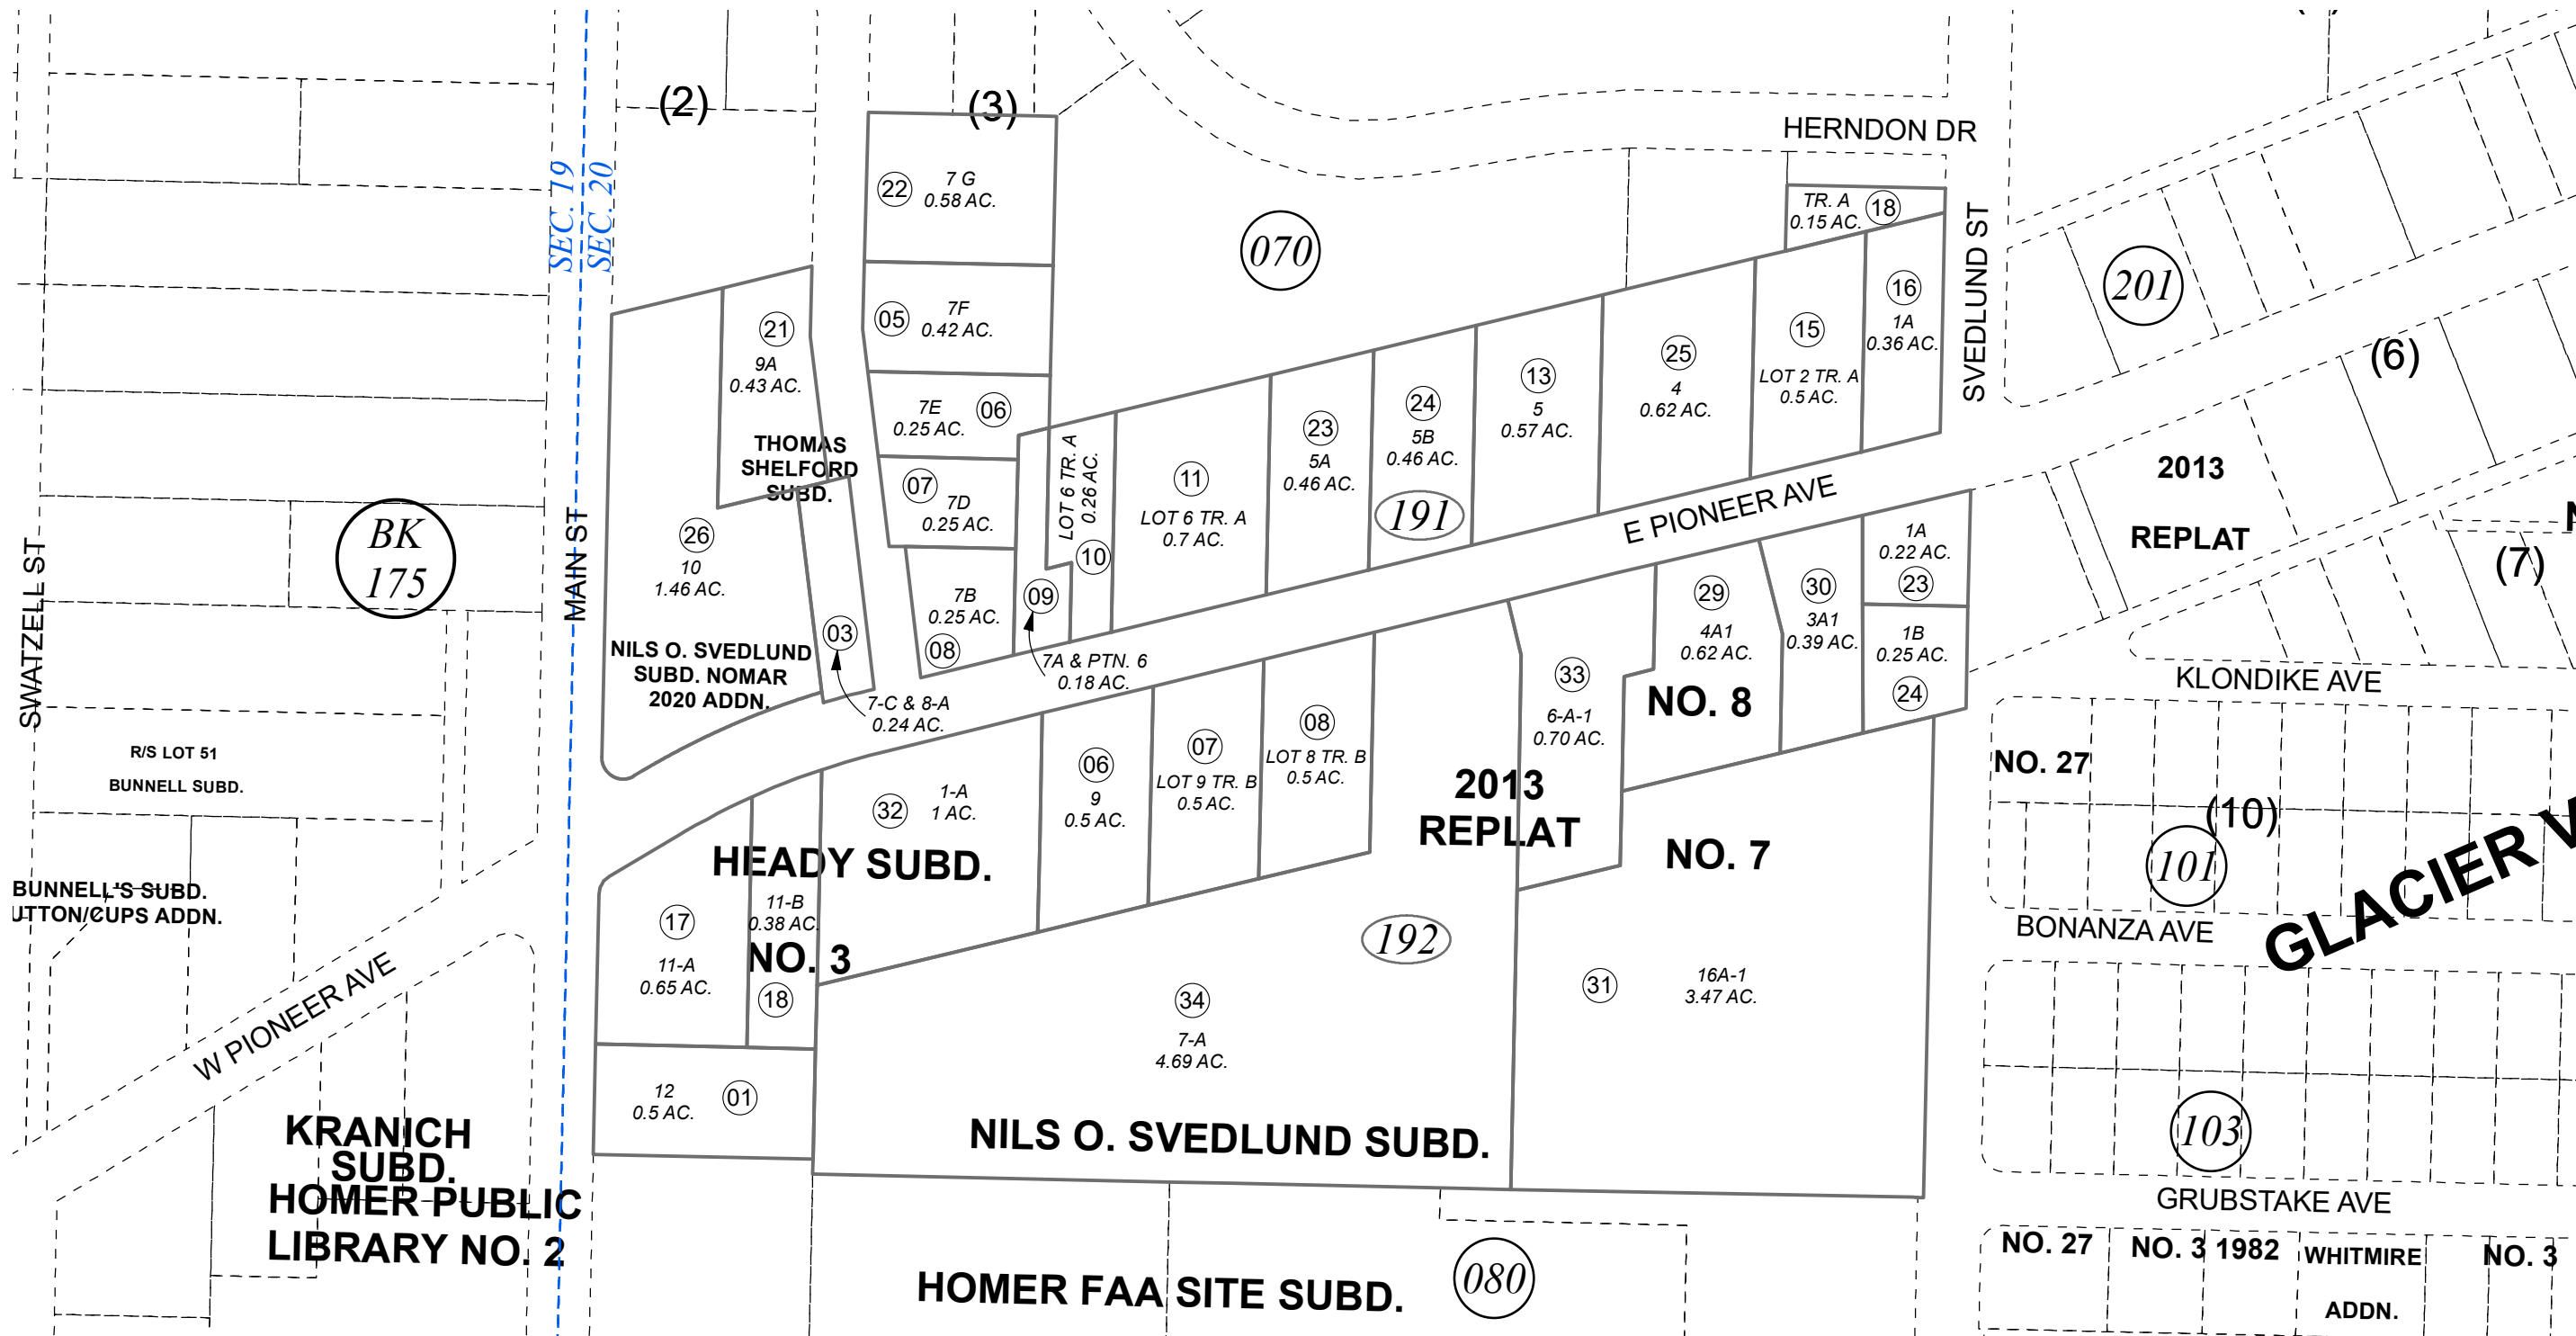 (2)
(3)
HERNDON DR
SEC. 19
SEC. 20
22
7 G
0.58 AC.
070
TR. A
0.15 AC.
18
SVEDLUND ST
201
(6)
21
9A
0.43 AC.
05
7F
0.42 AC.
16
1A
0.36 AC.
15
LOT 2 TR. A
0.5 AC.
25
4
0.62 AC.
13
5
0.57 AC.
24
5B
0.46 AC.
23
5A
0.46 AC.
191
7E
0.25 AC.
06
THOMAS
SHELFORD
SUBD.
07
7D
0.25 AC.
LOT 6 TR. A
0.26 AC.
10
11
LOT 6 TR. A
0.7 AC.
E PIONEER AVE
2013
REPLAT
(7)
BK
175
SWATZELL ST
MAIN ST
26
10
1.46 AC.
03
7B
0.25 AC.
08
09
7A & PTN. 6
0.18 AC.
7-C & 8-A
0.24 AC.
NILS O. SVEDLUND
SUBD. NOMAR
2020 ADDN.
1A
0.22 AC.
23
1B
0.25 AC.
24
30
3A1
0.39 AC.
29
4A1
0.62 AC.
NO. 8
33
6-A-1
0.70 AC.
KLONDIKE AVE
R/S LOT 51
BUNNELL SUBD.
32
1-A
1 AC.
06
9
0.5 AC.
07
LOT 9 TR. B
0.5 AC.
08
LOT 8 TR. B
0.5 AC.
2013
REPLAT
NO. 7
NO. 27
(10)
101
GLACIER
HEADY SUBD.
BUNNELL'S SUBD.
UTTON/CUPS ADDN.
17
11-A
0.65 AC.
11-B
0.38 AC.
NO. 3
18
192
BONANZA AVE
W PIONEER AVE
34
7-A
4.69 AC.
31
16A-1
3.47 AC.
12
0.5 AC.
01
103
KRANICH
SUBD.
HOMER PUBLIC
LIBRARY NO. 2
NILS O. SVEDLUND SUBD.
GRUBSTAKE AVE
HOMER FAA SITE SUBD.
080
NO. 27
NO. 3 1982
WHITMIRE
ADDN.
NO. 3